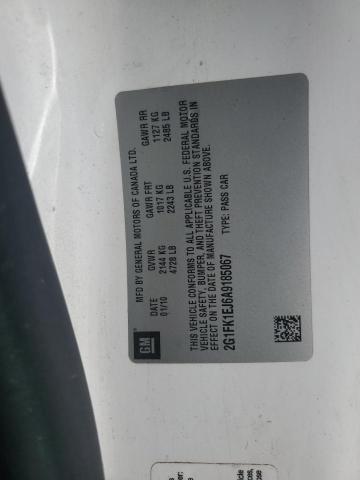 MFD BY GENERAL MOTORS OF CANADA LTD.
DATE GVWR GAWR FRT GAWR RR
01/10 2144 KG 1017 KG 1127 KG
4728 LB 2243 LB 2485 LB
GM
THIS VEHICLE CONFORMS TO ALL APPLICABLE U.S. FEDERAL MOTOR
VEHICLE SAFETY, BUMPER, AND THEFT PREVENTION STANDARDS IN
EFFECT ON THE DATE OF MANUFACTURE SHOWN ABOVE.
2G1FK1EJ6A9185067 TYPE: PASS CAR